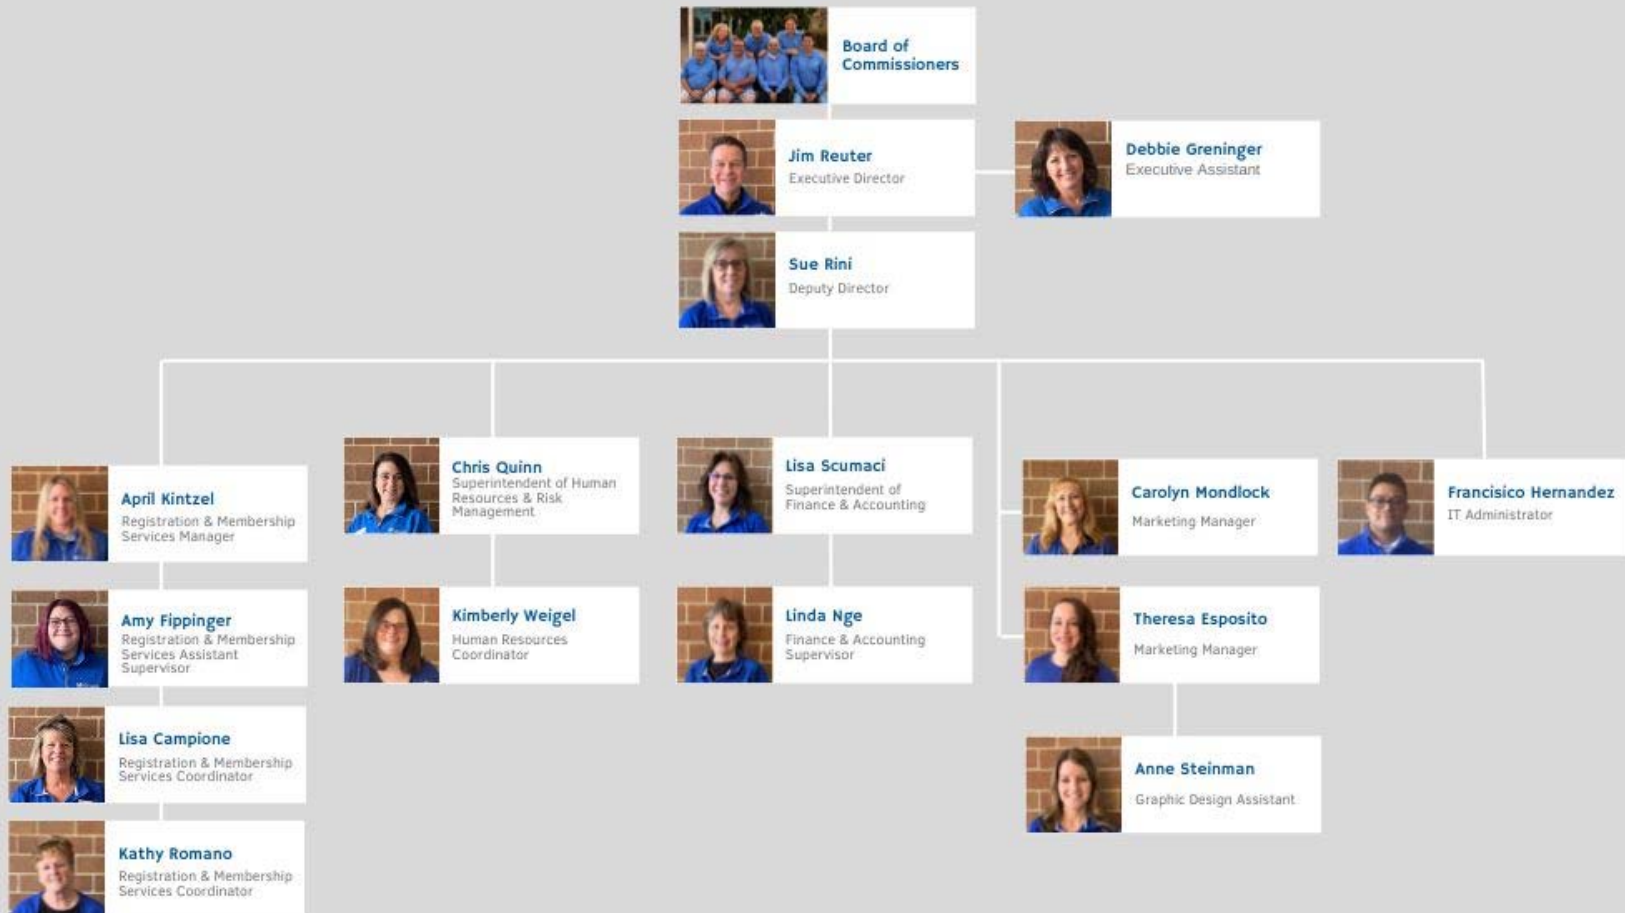 Board of
Commissioners
Jim Reuter
Executive Director
Debbie Greninger
Executive Assistant
Sue Rini
Deputy Director
April Kintzel
Registration & Membership
Services Manager
Chris Quinn
Superintendent of Human
Resources & Risk
Management
Lisa Scumaci
Superintendent of
Finance & Accounting
Carolyn Mondlock
Marketing Manager
Francisico Hernandez
IT Administrator
Amy Fippinger
Registration & Membership
Services Assistant
Supervisor
Kimberly Weigel
Human Resources
Coordinator
Linda Nge
Finance & Accounting
Supervisor
Theresa Esposito
Marketing Manager
Lisa Campione
Registration & Membership
Services Coordinator
Anne Steinman
Graphic Design Assistant
Kathy Romano
Registration & Membership
Services Coordinator